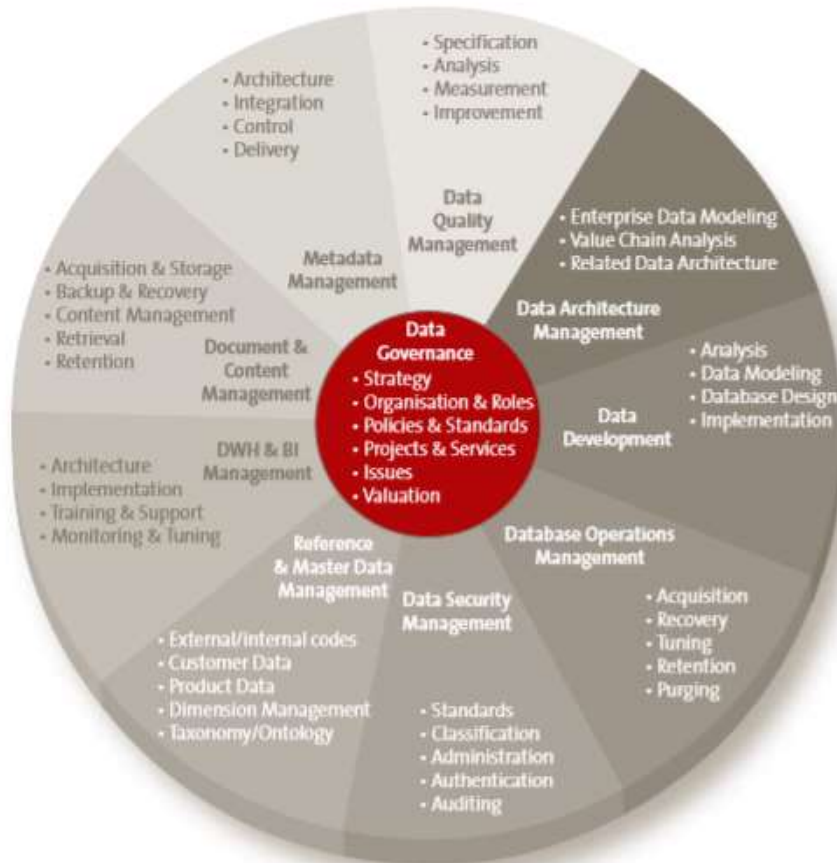 • Specification
• Analysis
• Measurement
• Improvement
Data
Quality
Management
• Enterprise Data Modeling
• Value Chain Analysis
• Related Data Architecture
Data Architecture
Management
• Analysis
• Data Modeling
• Database Design
• Implementation
Data
Development
Database Operations
Management
• Acquisition
• Recovery
• Tuning
• Retention
• Purging
Data Security
Management
• Standards
• Classification
• Administration
• Authentication
• Auditing
Reference
& Master Data
Management
• External/internal codes
• Customer Data
• Product Data
• Dimension Management
• Taxonomy/Ontology
DWH & BI
Management
• Architecture
• Implementation
• Training & Support
• Monitoring & Tuning
Document &
Content
Management
• Acquisition & Storage
• Backup & Recovery
• Content Management
• Retrieval
• Retention
Metadata
Management
• Architecture
• Integration
• Control
• Delivery
Data
Governance
• Strategy
• Organisation & Roles
• Policies & Standards
• Projects & Services
• Issues
• Valuation